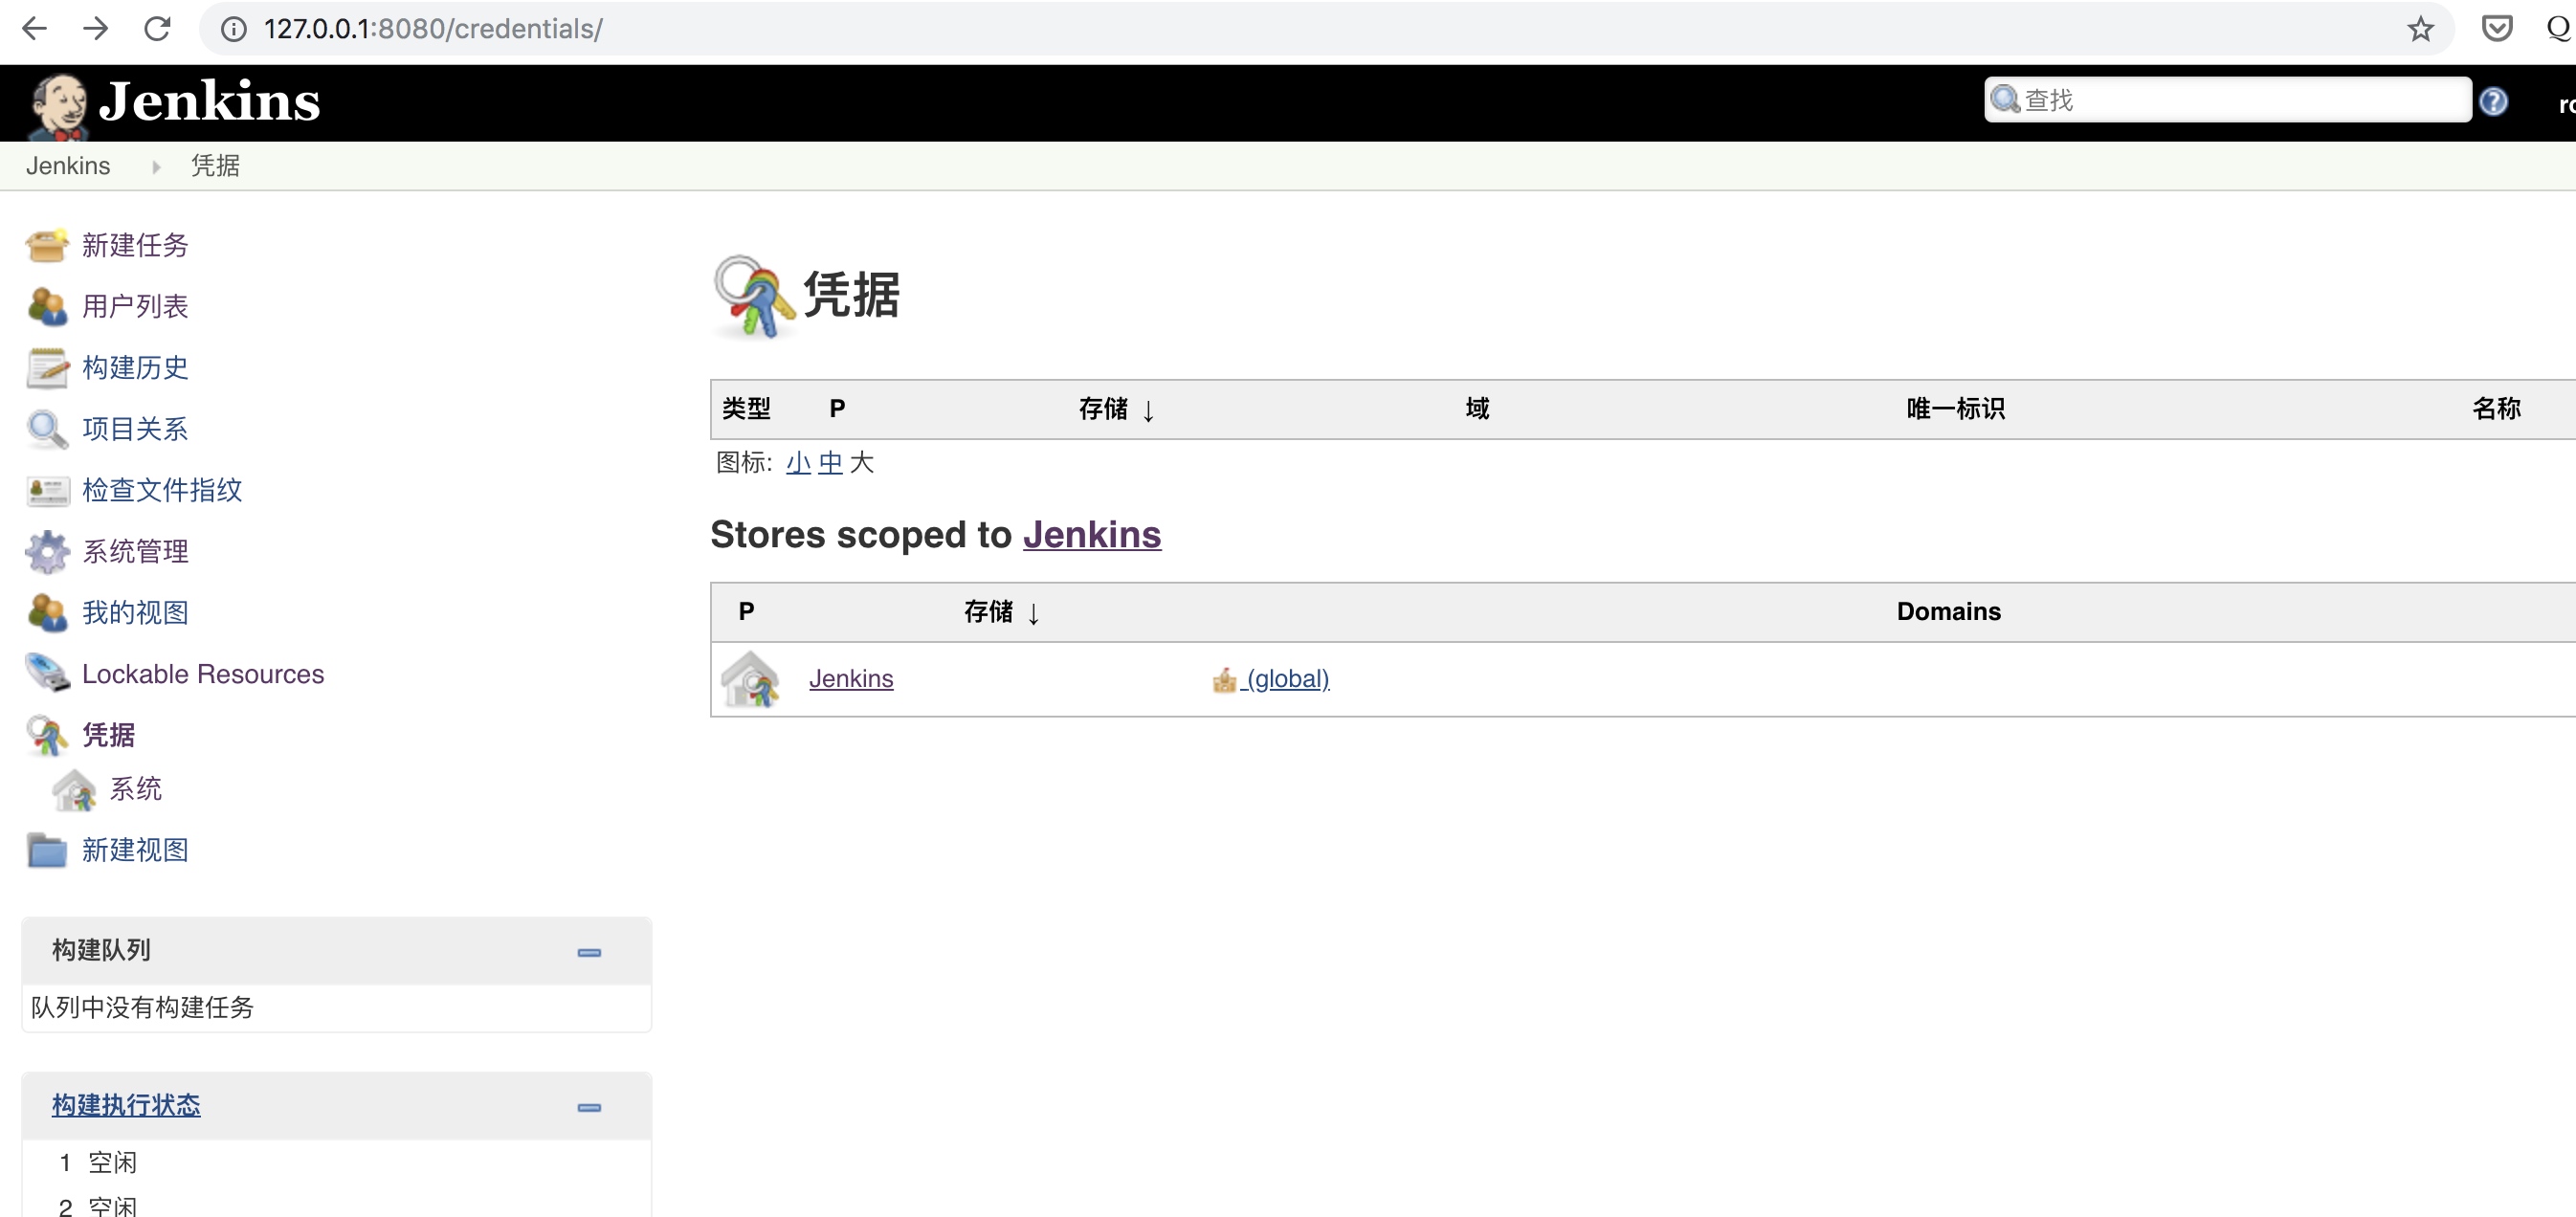 127.0.0.1:8080/credentials/
Jenkins
查找
Jenkins 凭据
新建任务
用户列表
构建历史
项目关系
检查文件指纹
系统管理
我的视图
Lockable Resources
凭据
系统
新建视图
构建队列
队列中没有构建任务
构建执行状态
1 空闲
2 空闲
凭据
类型 P 存储 ↓ 域 唯一标识 名称
图标: 小 中 大
Stores scoped to Jenkins
P 存储 ↓ Domains
Jenkins (global)